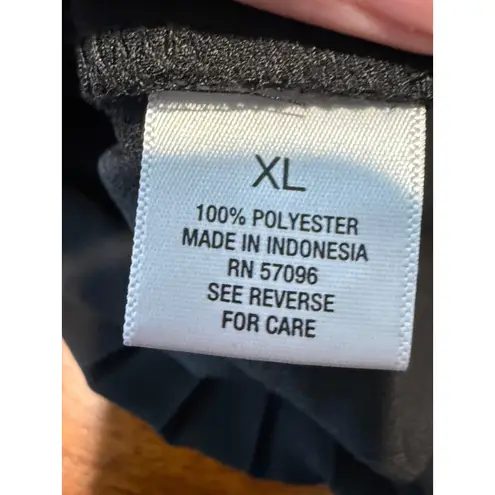 XL
100% POLYESTER
MADE IN INDONESIA
RN 57096
SEE REVERSE
FOR CARE